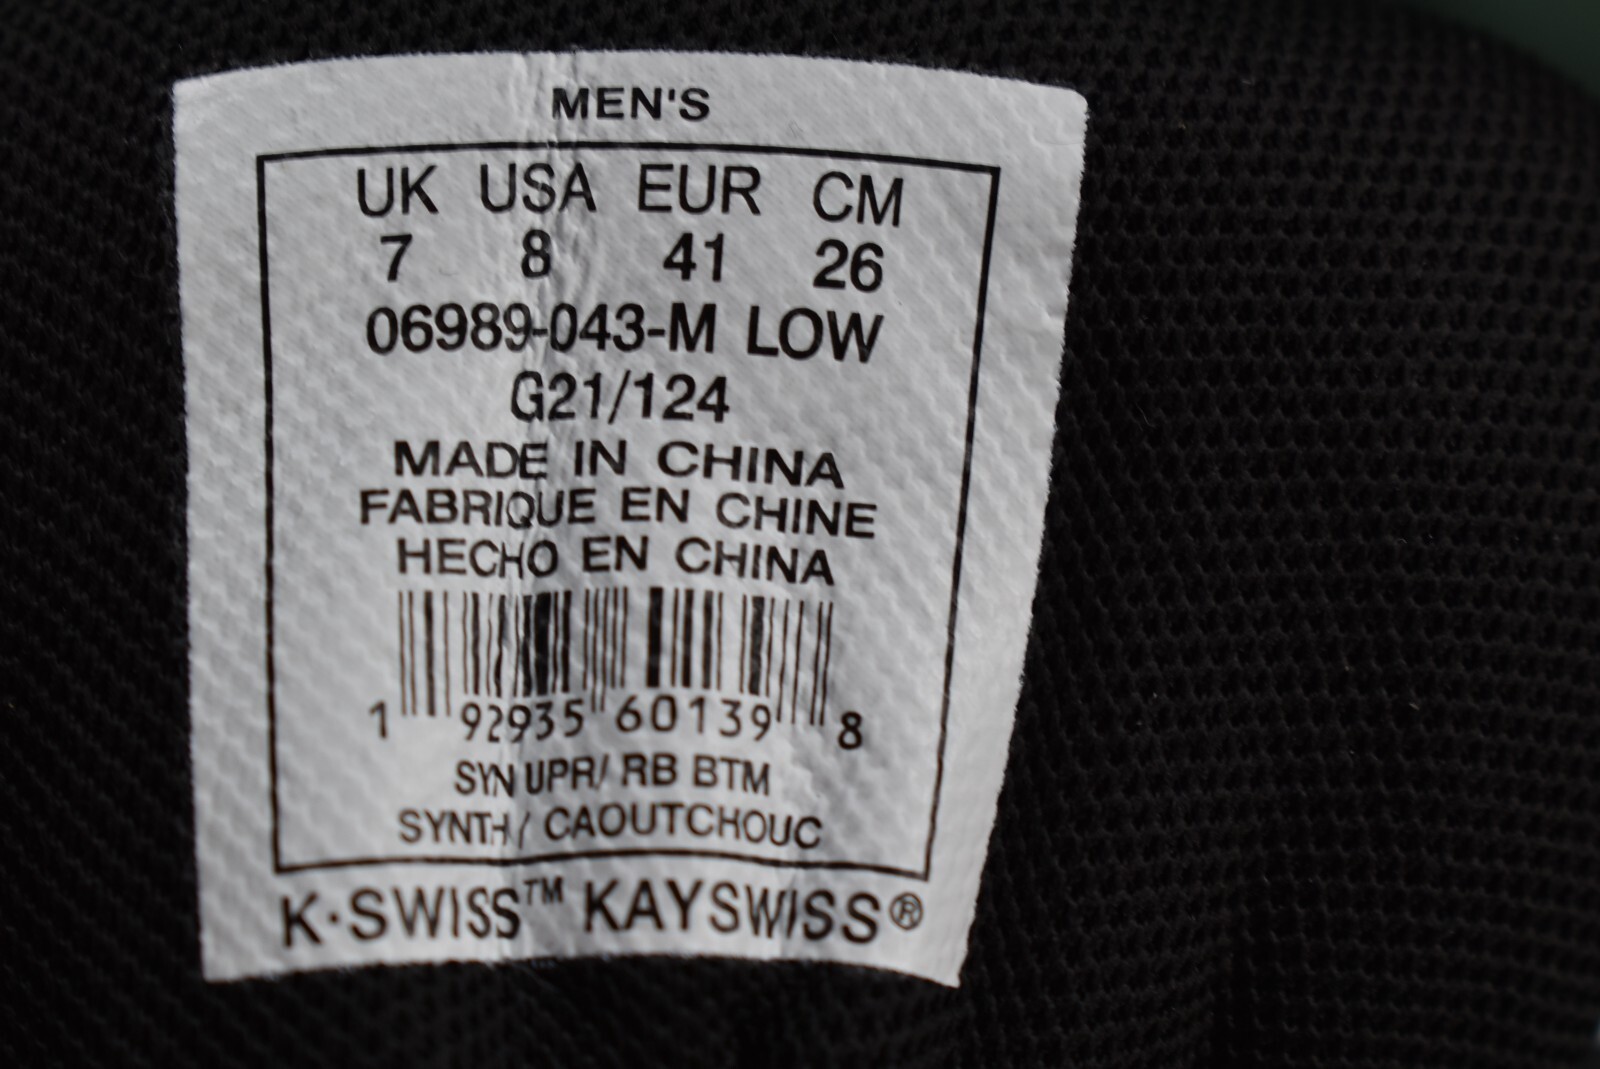 MEN'S
UK USA EUR CM
7 8 41 26
06989-043-M LOW
G21/124
MADE IN CHINA
FABRIQUE EN CHINE
HECHO EN CHINA
1 92935 60139 8
SYN UPR/ RB BTM
SYNTH/ CAOUTCHOUC
K·SWISS™ KAYSWISS®